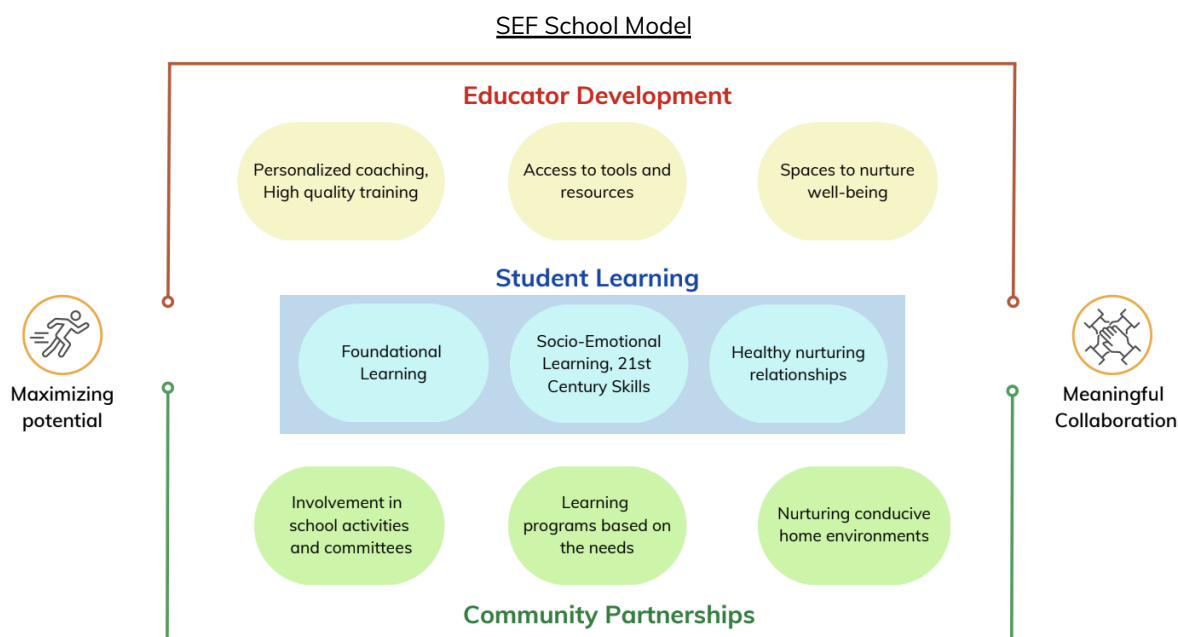 SEF School Model
Educator Development
Personalized coaching,
High quality training
Access to tools and
resources
Spaces to nurture
well-being
Student Learning
Foundational
Learning
Socio-Emotional
Learning, 21st
Century Skills
Healthy nurturing
relationships
Maximizing
potential
Meaningful
Collaboration
Involvement in
school activities
and committees
Learning
programs based on
the needs
Nurturing conducive
home environments
Community Partnerships